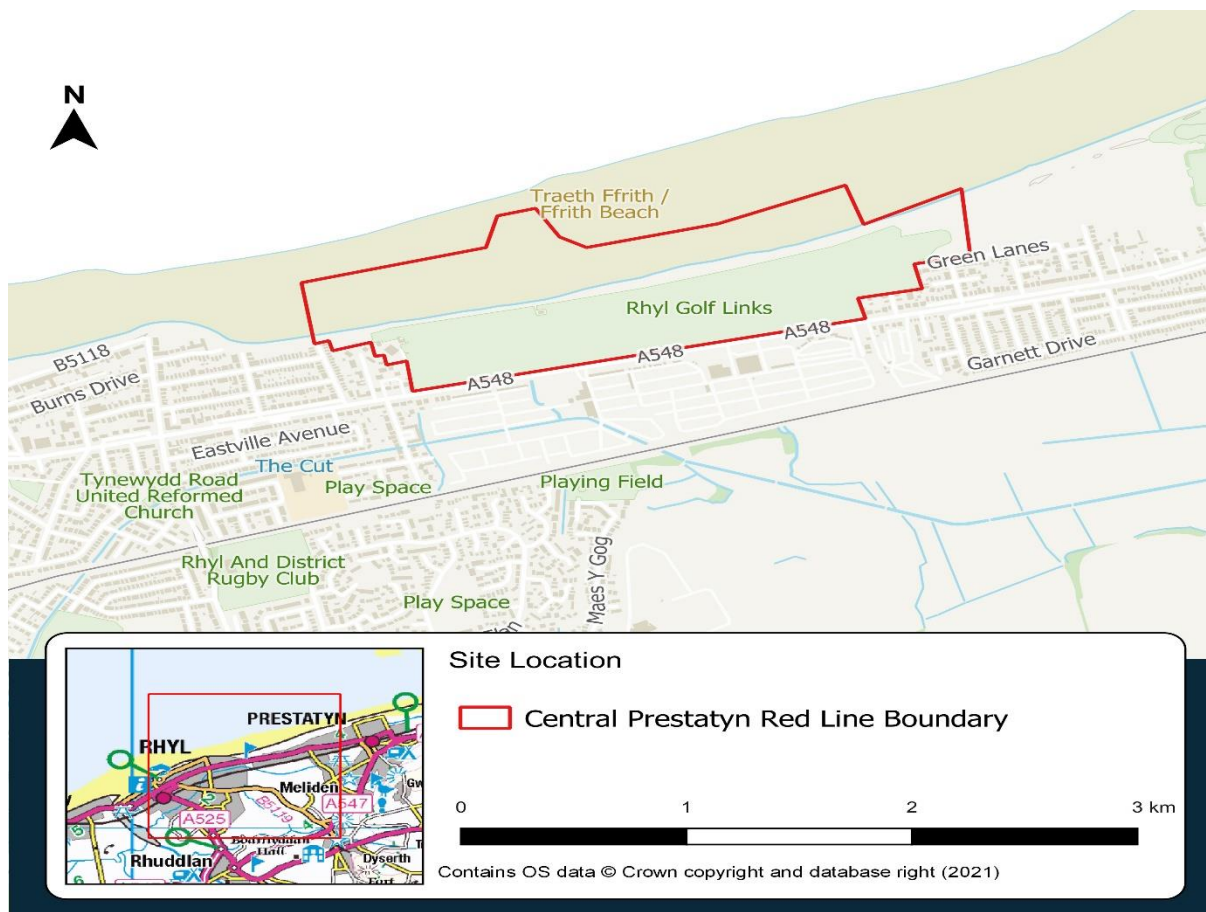 N
Traeth Ffrith /
Ffrith Beach
Green Lanes
Rhyl Golf Links
A548
A548
A548
B5118
Burns Drive
Garnett Drive
Eastville Avenue
The Cut
Tynewydd Road
United Reformed
Church
Play Space
Playing Field
Rhyl And District
Rugby Club
Maes Y Gog
Play Space
Site Location
Central Prestatyn Red Line Boundary
PRESTATYN
RHYL
Meliden
A547
B5119
A525
Rhuddlan
Dyserth
0
1
2
3 km
Contains OS data © Crown copyright and database right (2021)